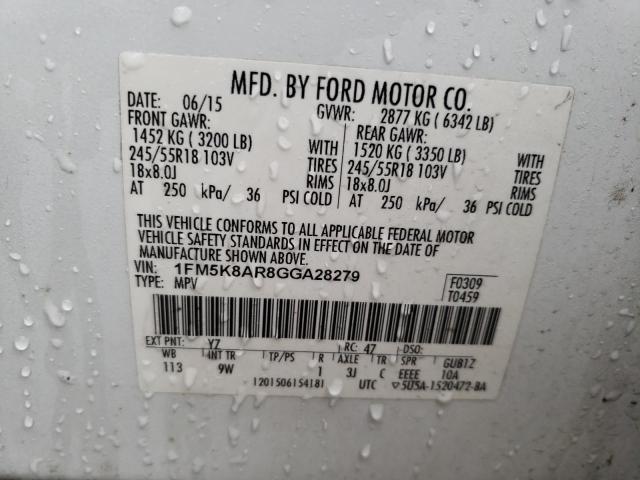 MFD. BY FORD MOTOR CO.
DATE: 06/15 GVWR: 2877 KG ( 6342 LB)
FRONT GAWR: REAR GAWR:
1452 KG ( 3200 LB) WITH 1520 KG ( 3350 LB) WITH
245/55R18 103V TIRES 245/55R18 103V TIRES
18x8.0J RIMS 18x8.0J RIMS
AT 250 kPa/ 36 PSI COLD AT 250 kPa/ 36 PSI COLD
THIS VEHICLE CONFORMS TO ALL APPLICABLE FEDERAL MOTOR
VEHICLE SAFETY STANDARDS IN EFFECT ON THE DATE OF
MANUFACTURE SHOWN ABOVE.
VIN: 1FM5K8AR8GGA28279 F0309
TYPE: MPV T0459
EXT PNT: YZ RC: 47 DSO:
WB INT TR TP/PS R AXLE TR SPR GUB1Z
113 9W 1 3J C EEEE 10A
1201506154181 UTC ▽5U5A-1520472-BA